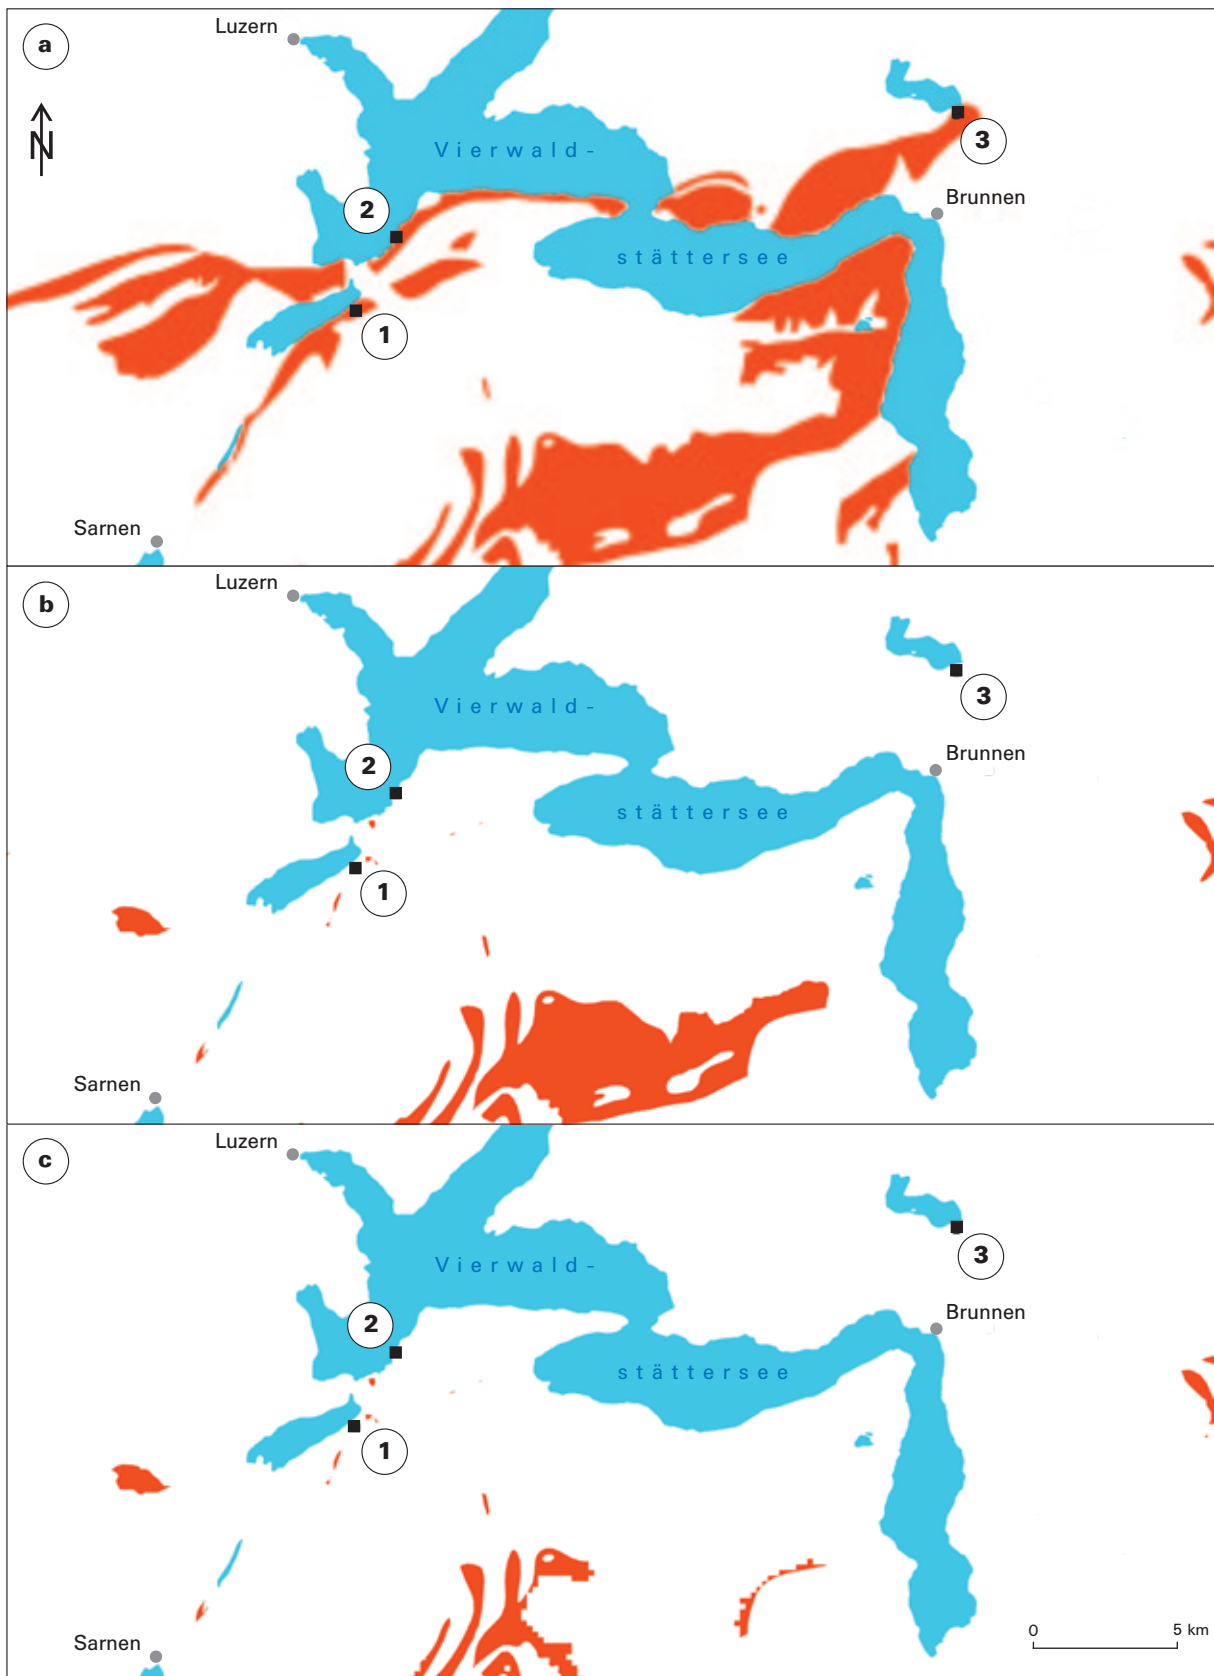 a
Luzern
N
Vierwald-
3
2
Brunnen
stättersee
1
Sarnen
b
Luzern
Vierwald-
3
2
Brunnen
stättersee
1
Sarnen
c
Luzern
Vierwald-
3
2
Brunnen
stättersee
1
Sarnen
0 5 km